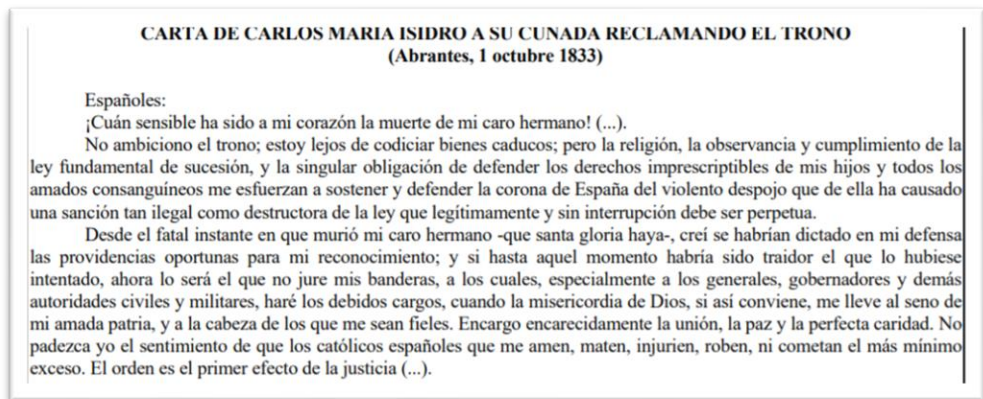 CARTA DE CARLOS MARIA ISIDRO A SU CUNADA RECLAMANDO EL TRONO
(Abrantes, 1 octubre 1833)
Españoles:
¡Cuán sensible ha sido a mi corazón la muerte de mi caro hermano! (...).
No ambiciono el trono; estoy lejos de codiciar bienes caducos; pero la religión, la observancia y cumplimiento de la
ley fundamental de sucesión, y la singular obligación de defender los derechos imprescriptibles de mis hijos y todos los
amados consanguíneos me esfuerzan a sostener y defender la corona de España del violento despojo que de ella ha causado
una sanción tan ilegal como destructora de la ley que legítimamente y sin interrupción debe ser perpetua.
Desde el fatal instante en que murió mi caro hermano -que santa gloria haya-, creí se habrían dictado en mi defensa
las providencias oportunas para mi reconocimiento; y si hasta aquel momento habría sido traidor el que lo hubiese
intentado, ahora lo será el que no jure mis banderas, a los cuales, especialmente a los generales, gobernadores y demás
autoridades civiles y militares, haré los debidos cargos, cuando la misericordia de Dios, si así conviene, me lleve al seno de
mi amada patria, y a la cabeza de los que me sean fieles. Encargo encarecidamente la unión, la paz y la perfecta caridad. No
padezca yo el sentimiento de que los católicos españoles que me amen, maten, injurien, roben, ni cometan el más mínimo
exceso. El orden es el primer efecto de la justicia (...).